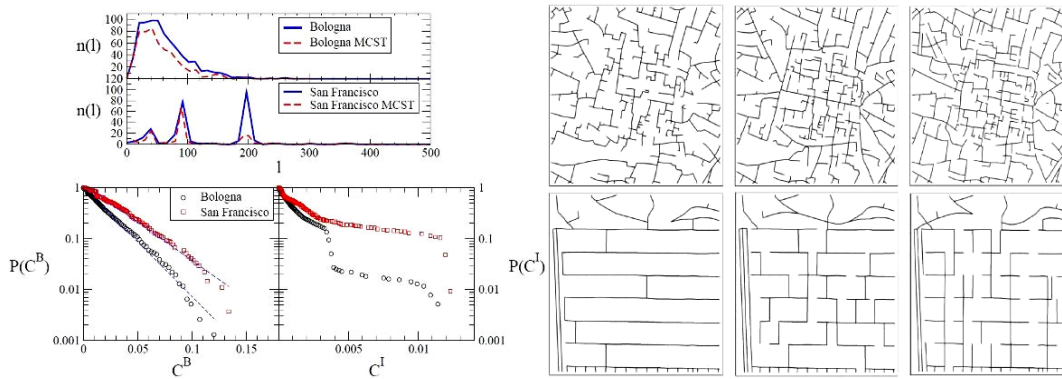 100
80
60
40
20
120
n(l)
Bologna
Bologna MCST
100
80
60
40
20
0
n(l)
San Francisco
San Francisco MCST
0 100 200 300 400 500
l
1
0.1
0.01
0.001
P(C^B)
Bologna
San Francisco
0 0.05 0.1 0.15
C^B
0.005 0.01
C^I
1
0.1
0.01
0.001
P(C^I)